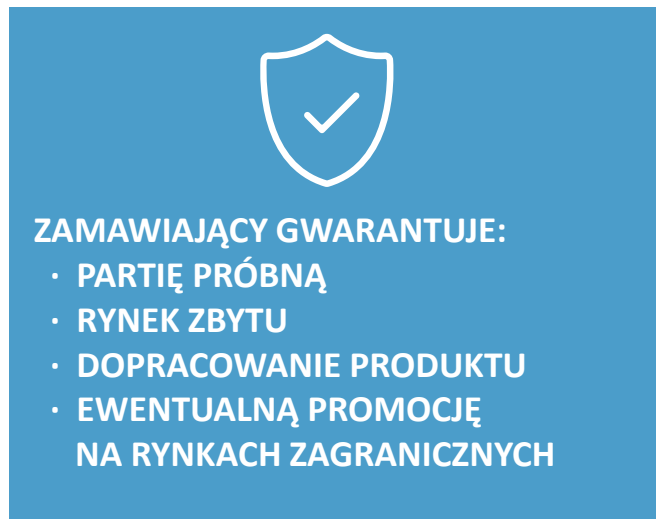 ZAMAWIAJĄCY GWARANTUJE:
· PARTIĘ PRÓBNĄ
· RYNEK ZBYTU
· DOPRACOWANIE PRODUKTU
· EWENTUALNĄ PROMOCJĘ
NA RYNKACH ZAGRANICZNYCH